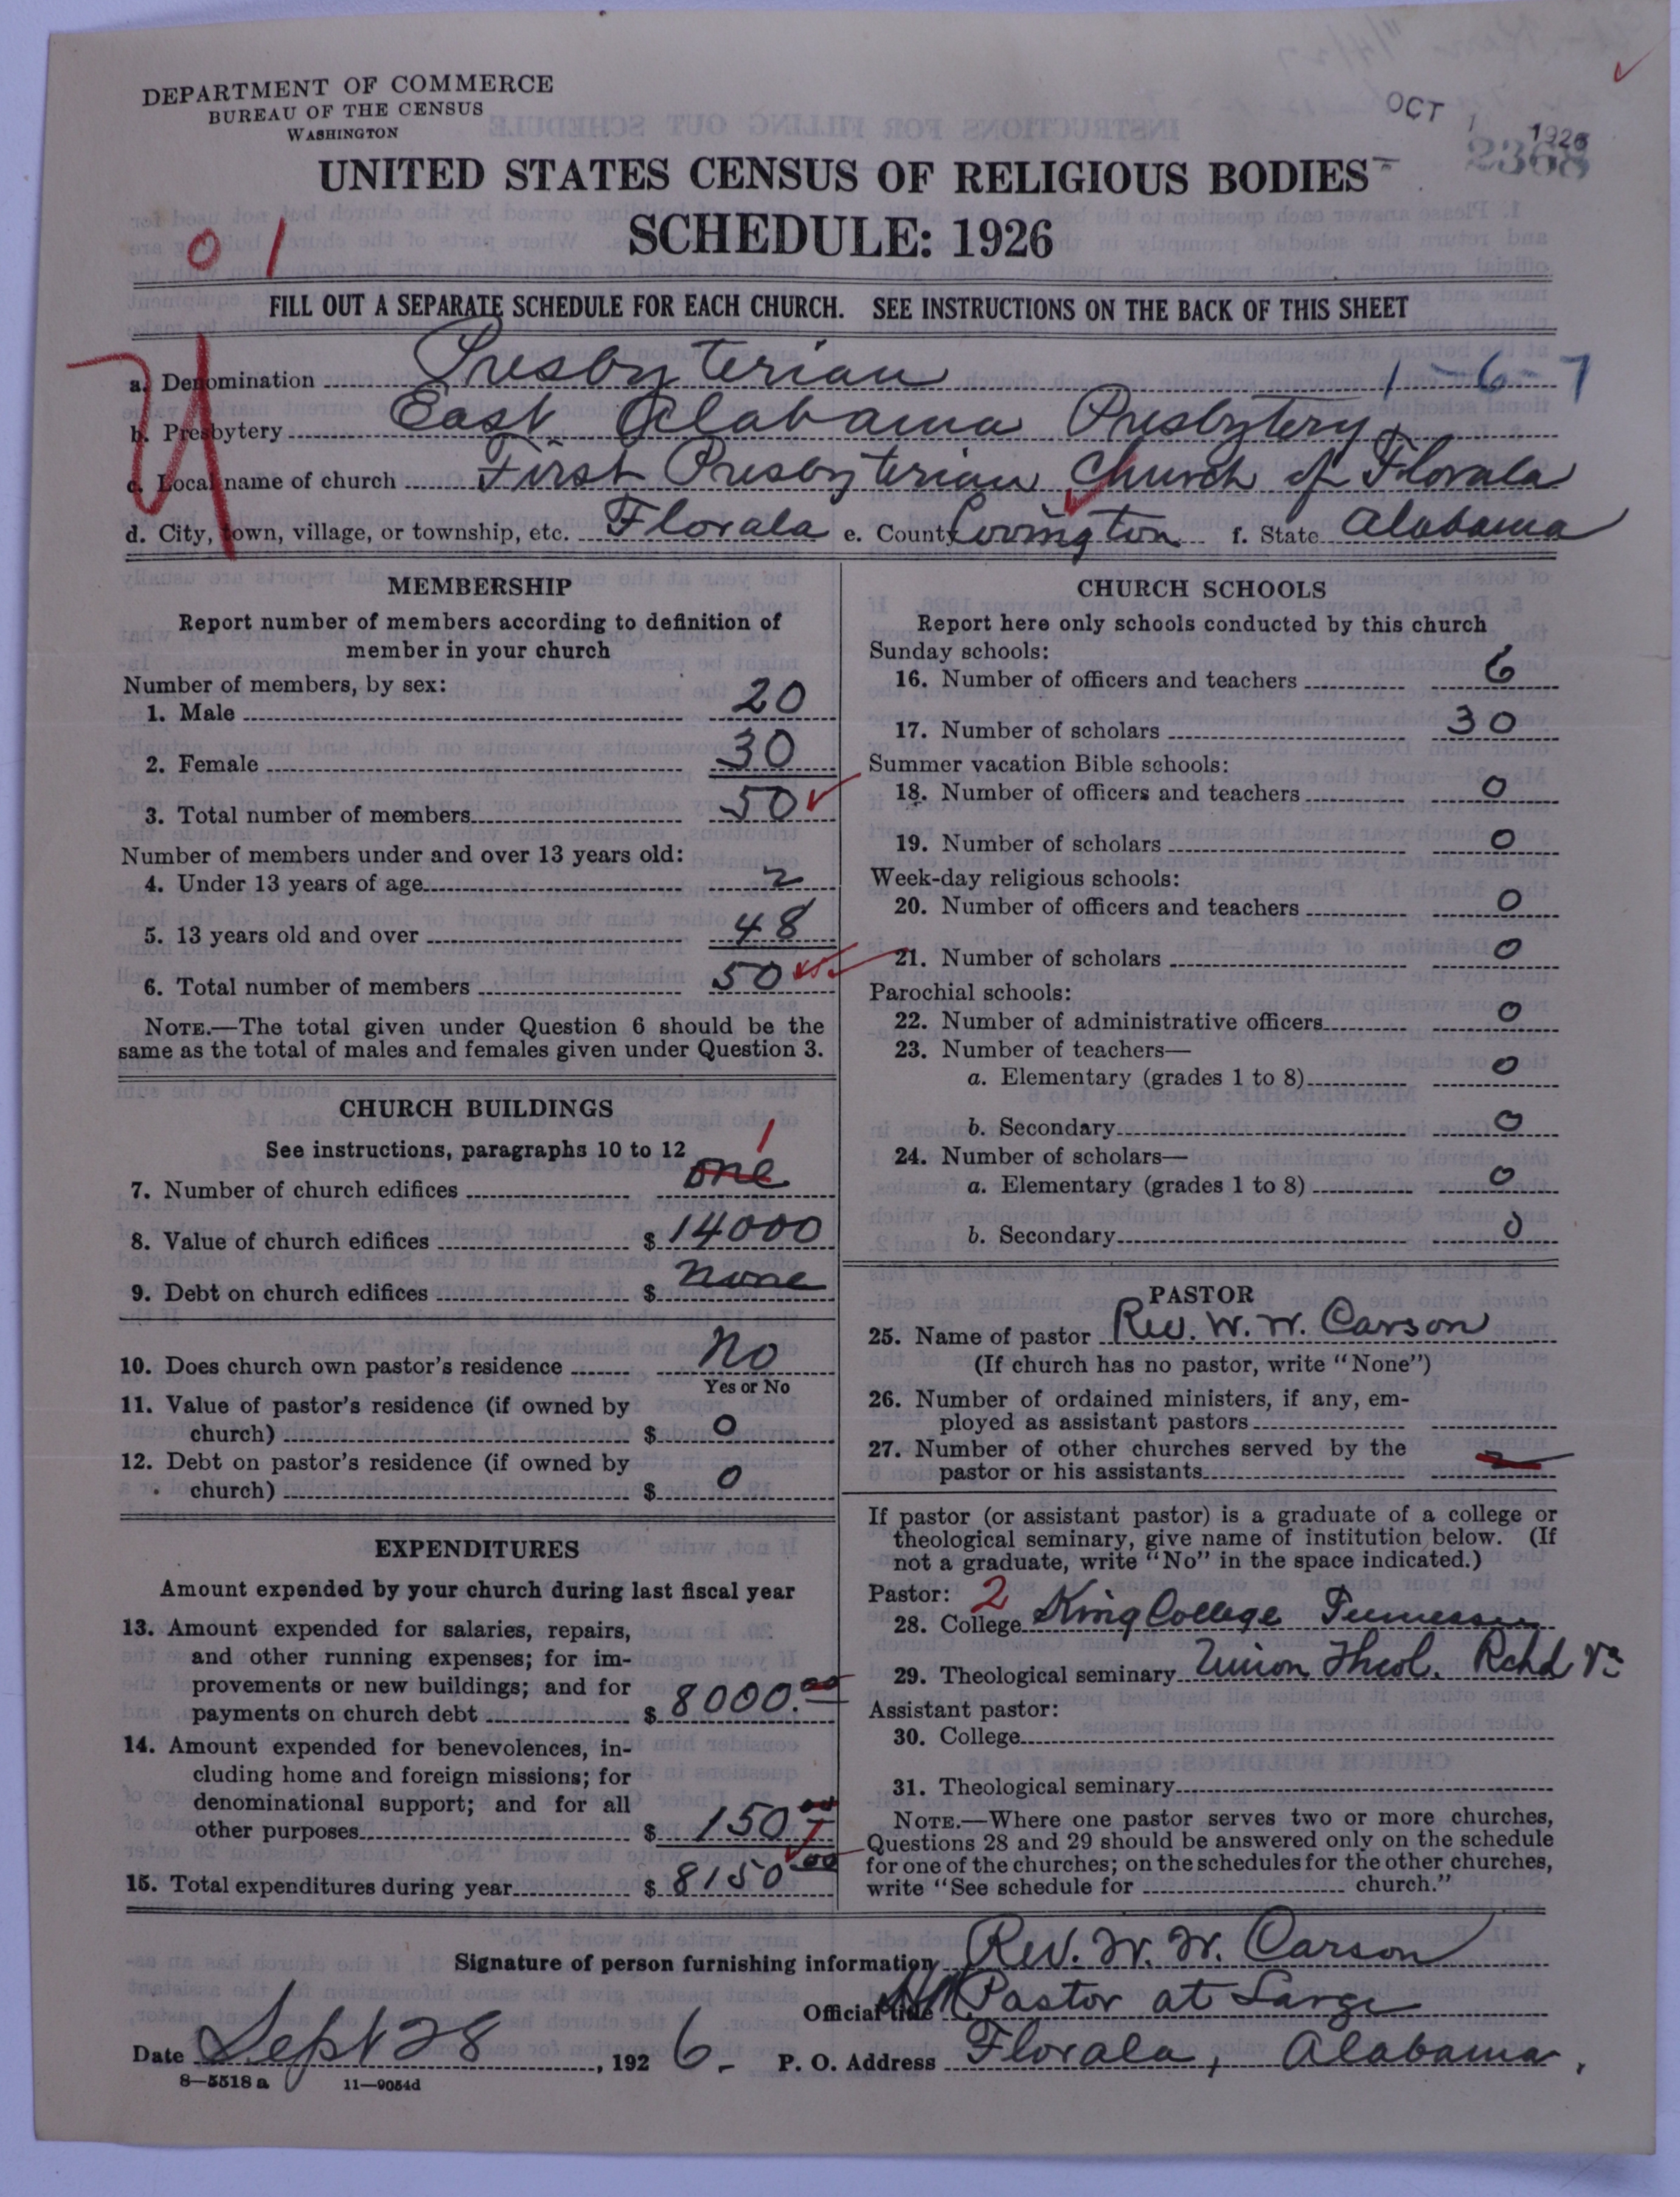 DEPARTMENT OF COMMERCE
BUREAU OF THE CENSUS
WASHINGTON
OCT 1 1926
2368
UNITED STATES CENSUS OF RELIGIOUS BODIES
SCHEDULE: 1926
0 1
FILL OUT A SEPARATE SCHEDULE FOR EACH CHURCH. SEE INSTRUCTIONS ON THE BACK OF THIS SHEET
a. Denomination Presbyterian 1-6-7
b. Presbytery East Alabama Presbytery
c. Local name of church First Presbyterian Church of Florala
d. City, town, village, or township, etc. Florala e. County Covington f. State Alabama
MEMBERSHIP
Report number of members according to definition of
member in your church
Number of members, by sex:
1. Male 20
2. Female 30
3. Total number of members 50
Number of members under and over 13 years old:
4. Under 13 years of age 2
5. 13 years old and over 48
6. Total number of members 50
NOTE.—The total given under Question 6 should be the
same as the total of males and females given under Question 3.
CHURCH BUILDINGS
See instructions, paragraphs 10 to 12
1
7. Number of church edifices one
8. Value of church edifices $ 14000
9. Debt on church edifices $ none
10. Does church own pastor's residence No
Yes or No
11. Value of pastor's residence (if owned by
church) $ 0
12. Debt on pastor's residence (if owned by
church) $ 0
EXPENDITURES
Amount expended by your church during last fiscal year
13. Amount expended for salaries, repairs,
and other running expenses; for im-
provements or new buildings; and for
payments on church debt $ 8000.00
14. Amount expended for benevolences, in-
cluding home and foreign missions; for
denominational support; and for all
other purposes $ 150.00
15. Total expenditures during year $ 8150.00
CHURCH SCHOOLS
Report here only schools conducted by this church
Sunday schools:
16. Number of officers and teachers 6
17. Number of scholars 30
Summer vacation Bible schools:
18. Number of officers and teachers 0
19. Number of scholars 0
Week-day religious schools:
20. Number of officers and teachers 0
21. Number of scholars 0
Parochial schools:
22. Number of administrative officers 0
23. Number of teachers—
a. Elementary (grades 1 to 8) 0
b. Secondary 0
24. Number of scholars—
a. Elementary (grades 1 to 8) 0
b. Secondary 0
PASTOR
25. Name of pastor Rev. W. W. Carson
(If church has no pastor, write "None")
26. Number of ordained ministers, if any, em-
ployed as assistant pastors
27. Number of other churches served by the
pastor or his assistants
If pastor (or assistant pastor) is a graduate of a college or
theological seminary, give name of institution below. (If
not a graduate, write "No" in the space indicated.)
Pastor: 2
28. College King College Tennessee
29. Theological seminary Union Theol. Rchd Va
Assistant pastor:
30. College
31. Theological seminary
NOTE.—Where one pastor serves two or more churches,
Questions 28 and 29 should be answered only on the schedule
for one of the churches; on the schedules for the other churches,
write "See schedule for church."
Signature of person furnishing information Rev. W. W. Carson
Official title Pastor at Large
Date Sept 28, 1926. P. O. Address Florala, Alabama.
8—5518 a 11—9054d